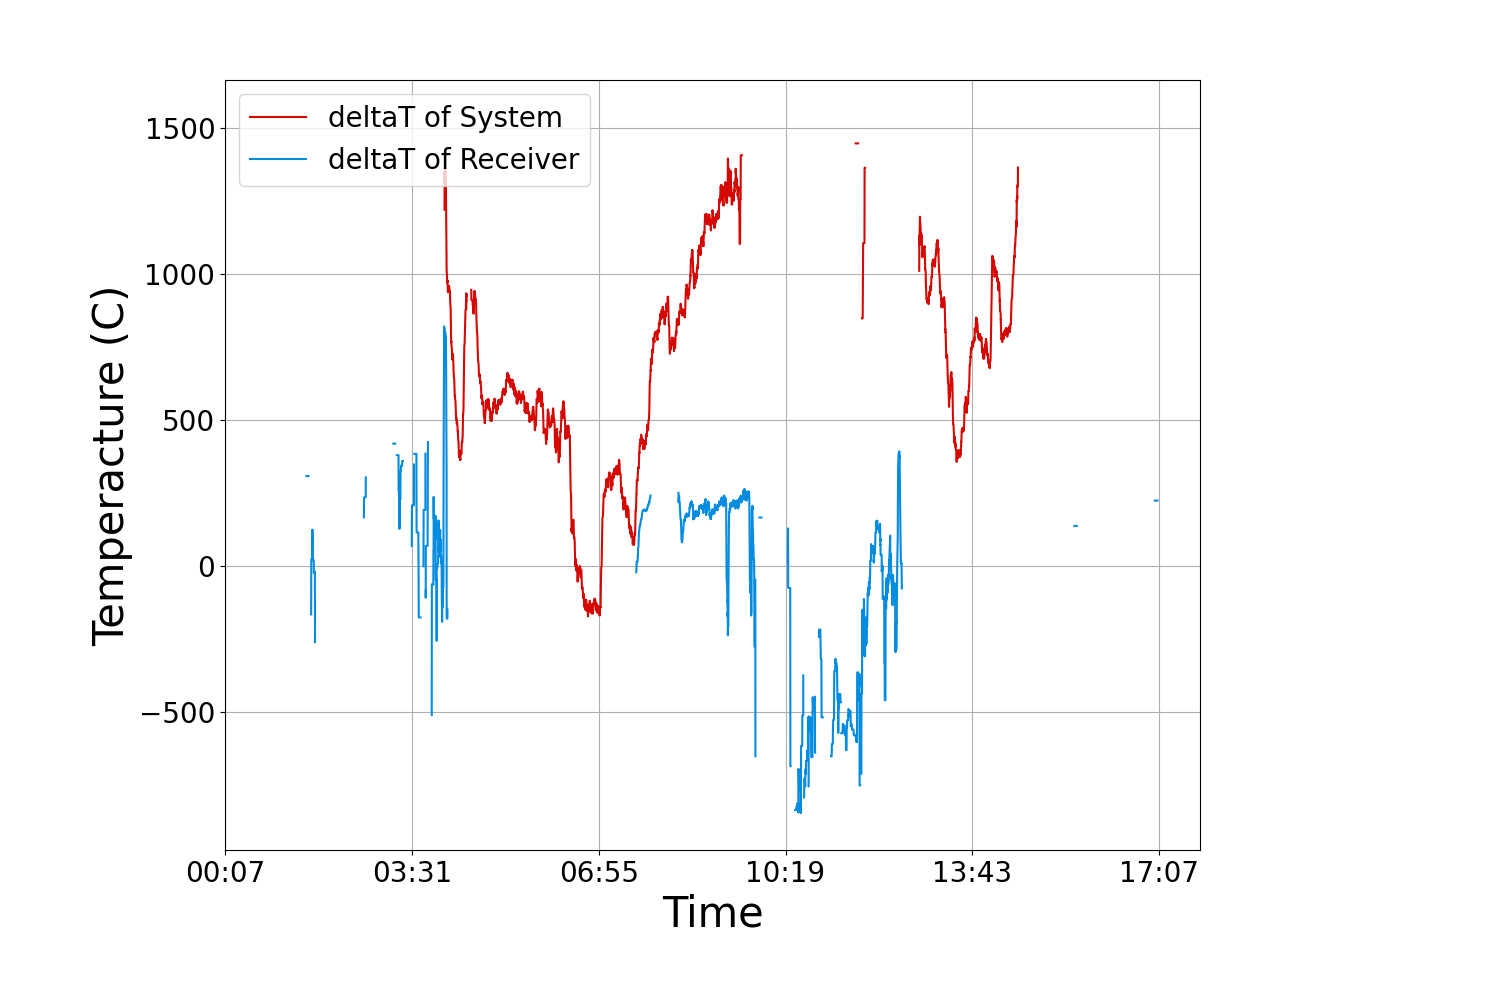 deltaT of System
deltaT of Receiver
1500
1000
500
0
−500
Temperacture (C)
00:07 03:31 06:55 10:19 13:43 17:07
Time